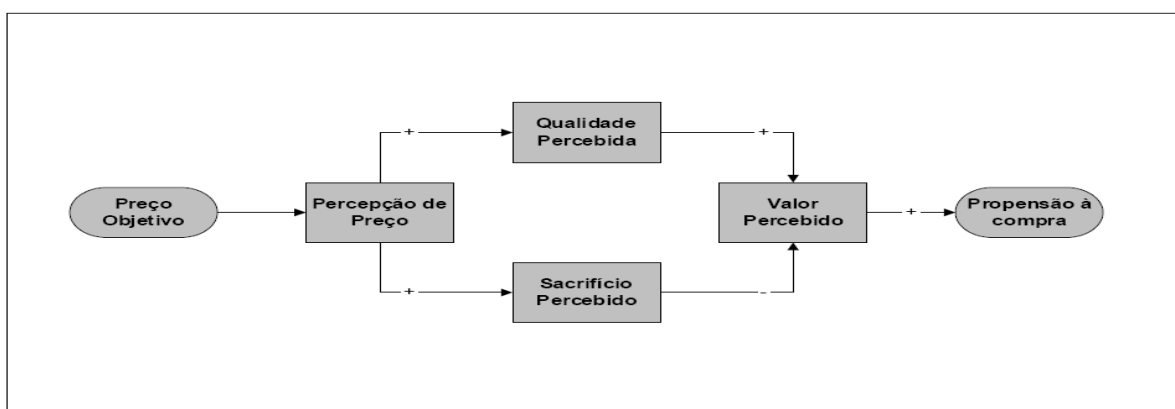 Qualidade
Percebida
+
+
Preço
Objetivo
Percepção de
Preço
Valor
Percebido
+
Propensão à
compra
+
Sacrifício
Percebido
-